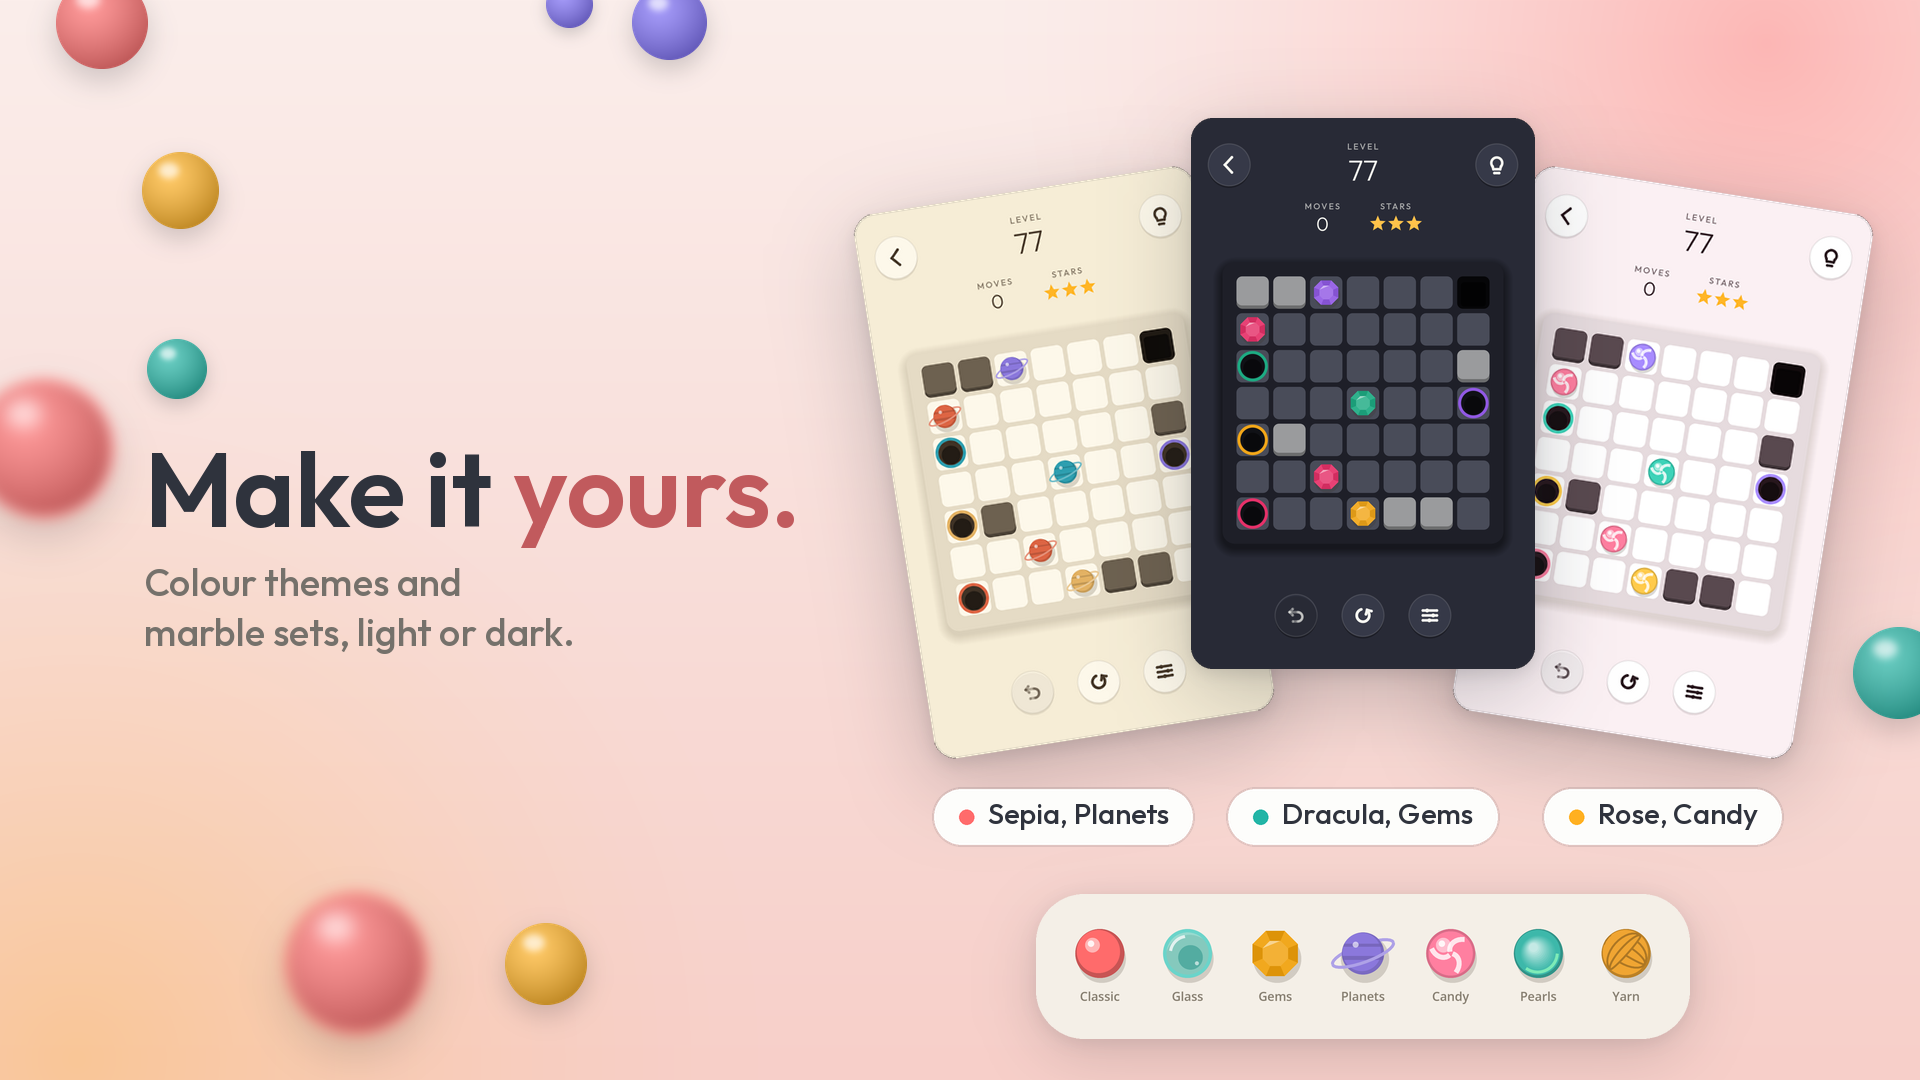 Make it yours.
Colour themes and
marble sets, light or dark.
LEVEL
77
MOVES
0
STARS
LEVEL
77
MOVES
0
STARS
LEVEL
77
MOVES
0
STARS
Sepia, Planets
Dracula, Gems
Rose, Candy
Classic
Glass
Gems
Planets
Candy
Pearls
Yarn